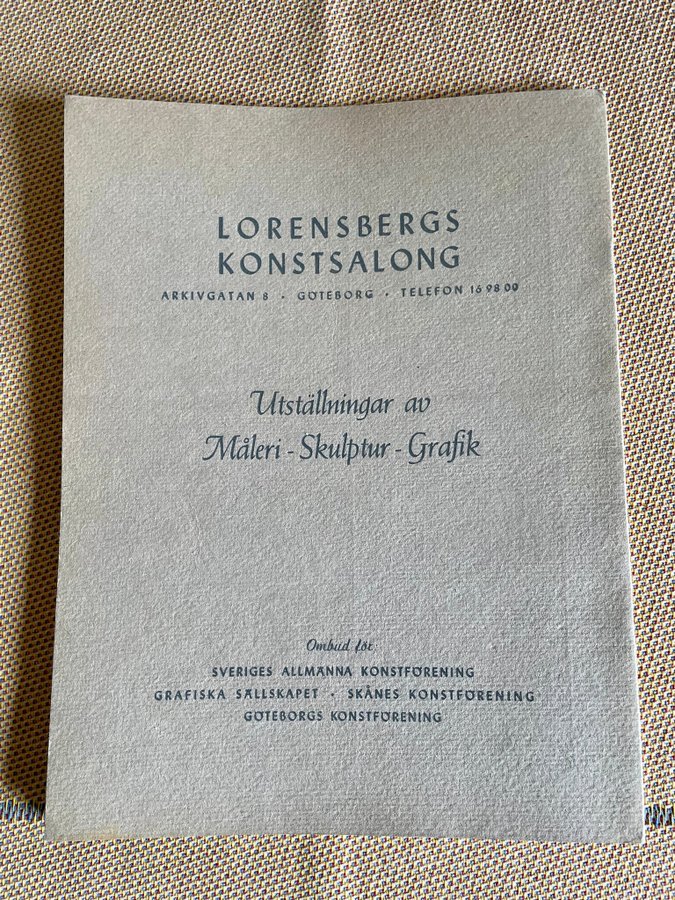 LORENSBERGS
KONSTSALONG
ARKIVGATAN 8 · GÖTEBORG · TELEFON 16 98 00
Utställningar av
Måleri - Skulptur - Grafik
Ombud för:
SVERIGES ALLMÄNNA KONSTFÖRENING
GRAFISKA SÄLLSKAPET · SKÅNES KONSTFÖRENING
GÖTEBORGS KONSTFÖRENING